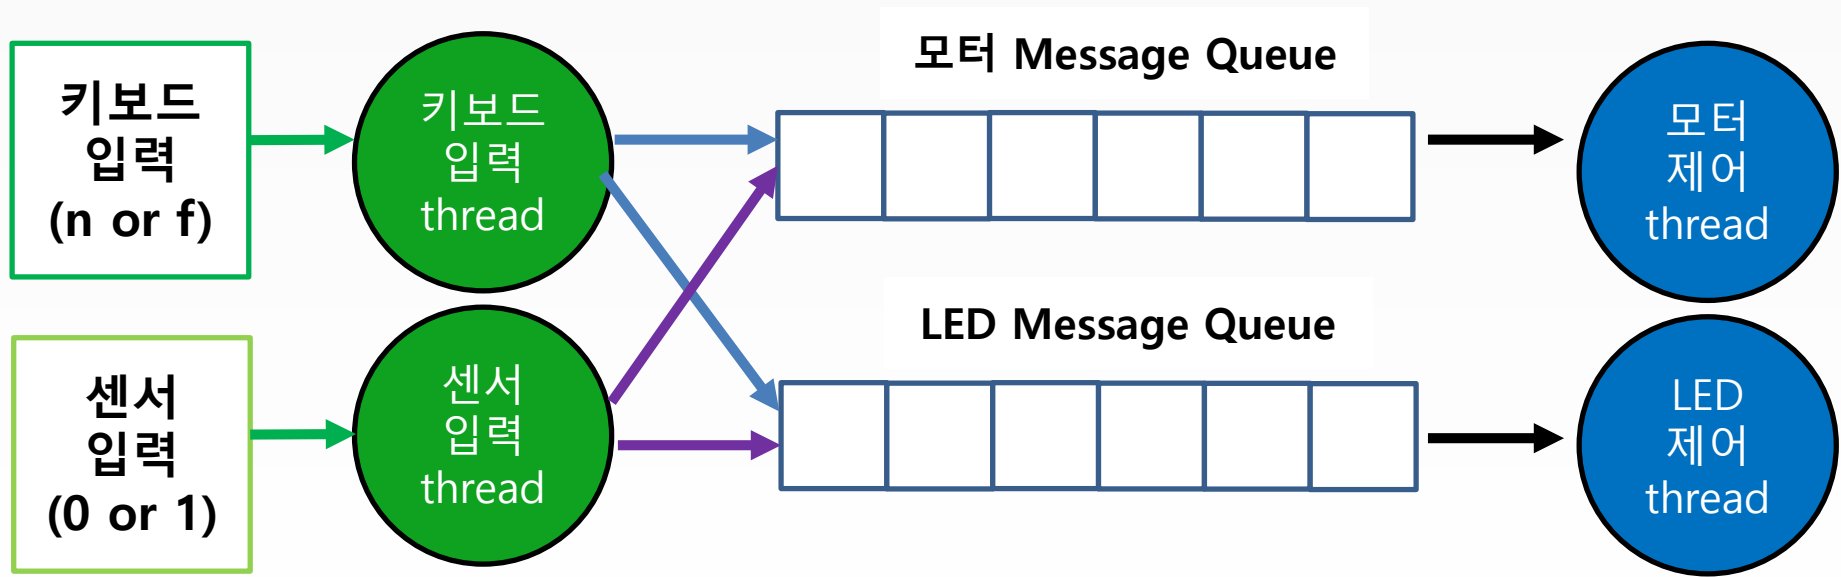 키보드
입력
(n or f)
키보드
입력
thread
모터 Message Queue
모터
제어
thread
센서
입력
(0 or 1)
센서
입력
thread
LED Message Queue
LED
제어
thread